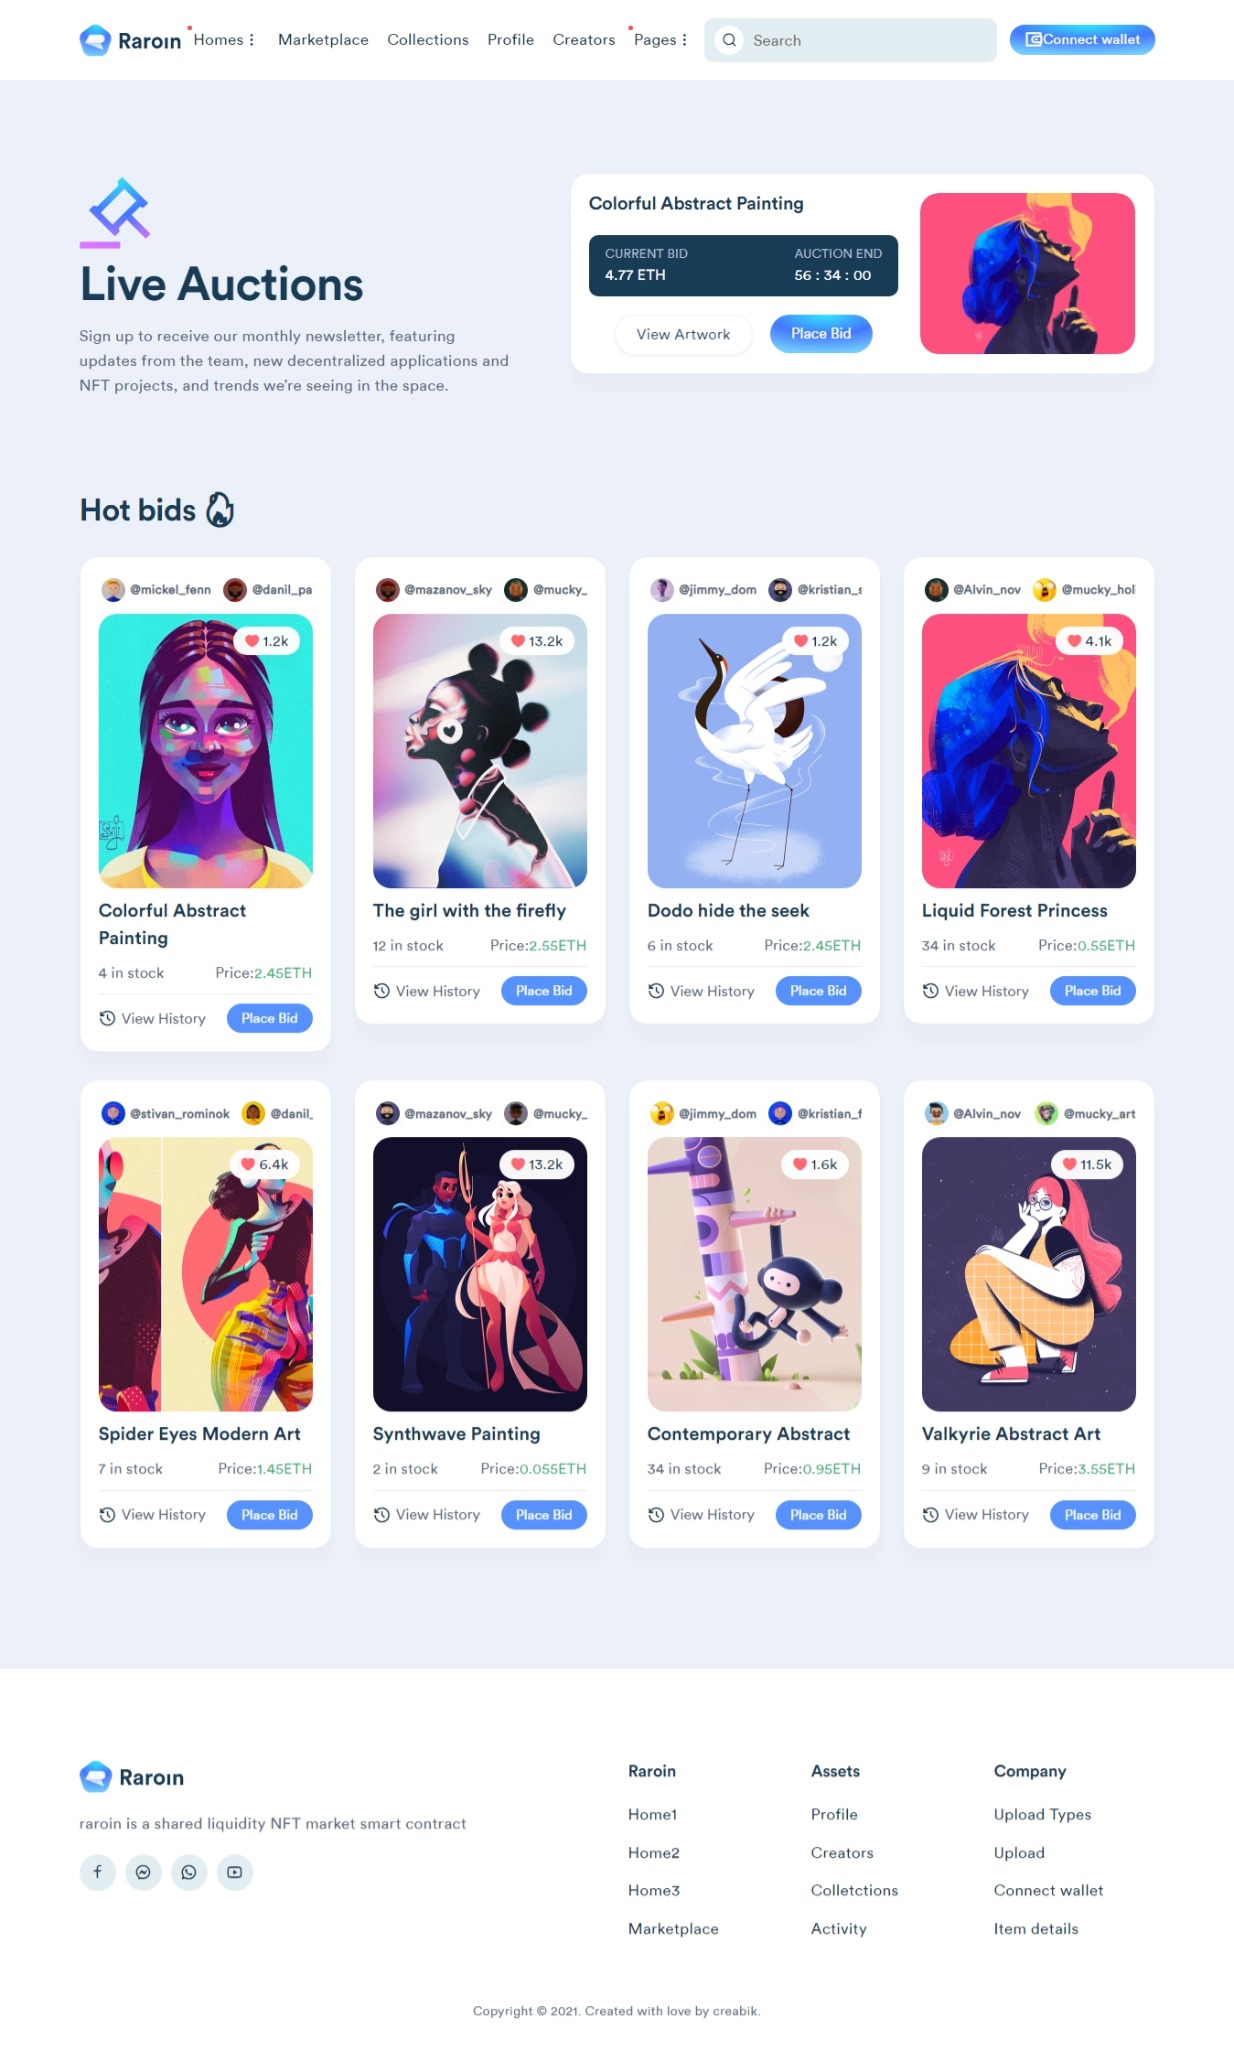 Raroın
Homes
Marketplace
Collections
Profile
Creators
Pages
Search
Connect wallet
Live Auctions
Sign up to receive our monthly newsletter, featuring
updates from the team, new decentralized applications and
NFT projects, and trends we’re seeing in the space.
Colorful Abstract Painting
CURRENT BID AUCTION END
4.77 ETH 56 : 34 : 00
View Artwork Place Bid
Hot bids
@mickel_fenn @danil_pa
1.2k
Colorful Abstract
Painting
4 in stock Price:2.45ETH
View History Place Bid
@mazanov_sky @mucky_
13.2k
The girl with the firefly
12 in stock Price:2.55ETH
View History Place Bid
@jimmy_dom @kristian_s
1.2k
Dodo hide the seek
6 in stock Price:2.45ETH
View History Place Bid
@Alvin_nov @mucky_hol
4.1k
Liquid Forest Princess
34 in stock Price:0.55ETH
View History Place Bid
@stivan_rominok @danil_
6.4k
Spider Eyes Modern Art
7 in stock Price:1.45ETH
View History Place Bid
@mazanov_sky @mucky_
13.2k
Synthwave Painting
2 in stock Price:0.055ETH
View History Place Bid
@jimmy_dom @kristian_f
1.6k
Contemporary Abstract
34 in stock Price:0.95ETH
View History Place Bid
@Alvin_nov @mucky_art
11.5k
Valkyrie Abstract Art
9 in stock Price:3.55ETH
View History Place Bid
Raroın
raroin is a shared liquidity NFT market smart contract
Raroin
Home1
Home2
Home3
Marketplace
Assets
Profile
Creators
Colletctions
Activity
Company
Upload Types
Upload
Connect wallet
Item details
Copyright © 2021. Created with love by creabik.